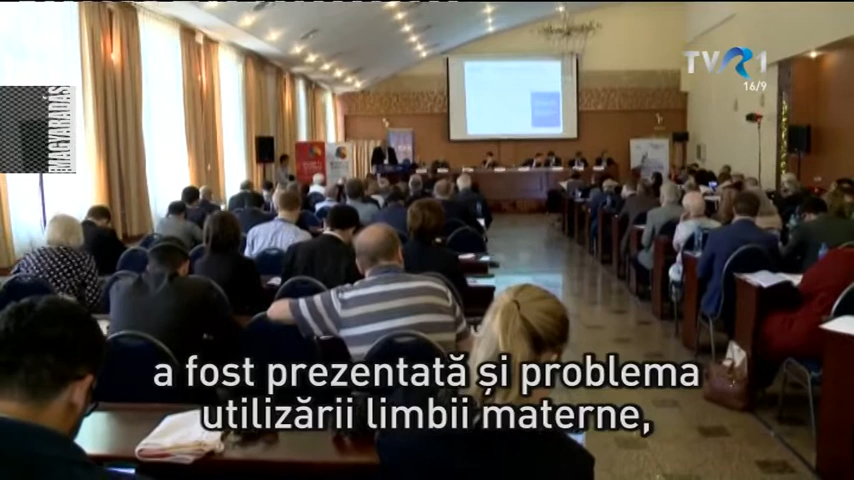 TVR1
16/9
MAGYARADÁS
a fost prezentată și problema
utilizării limbii materne,